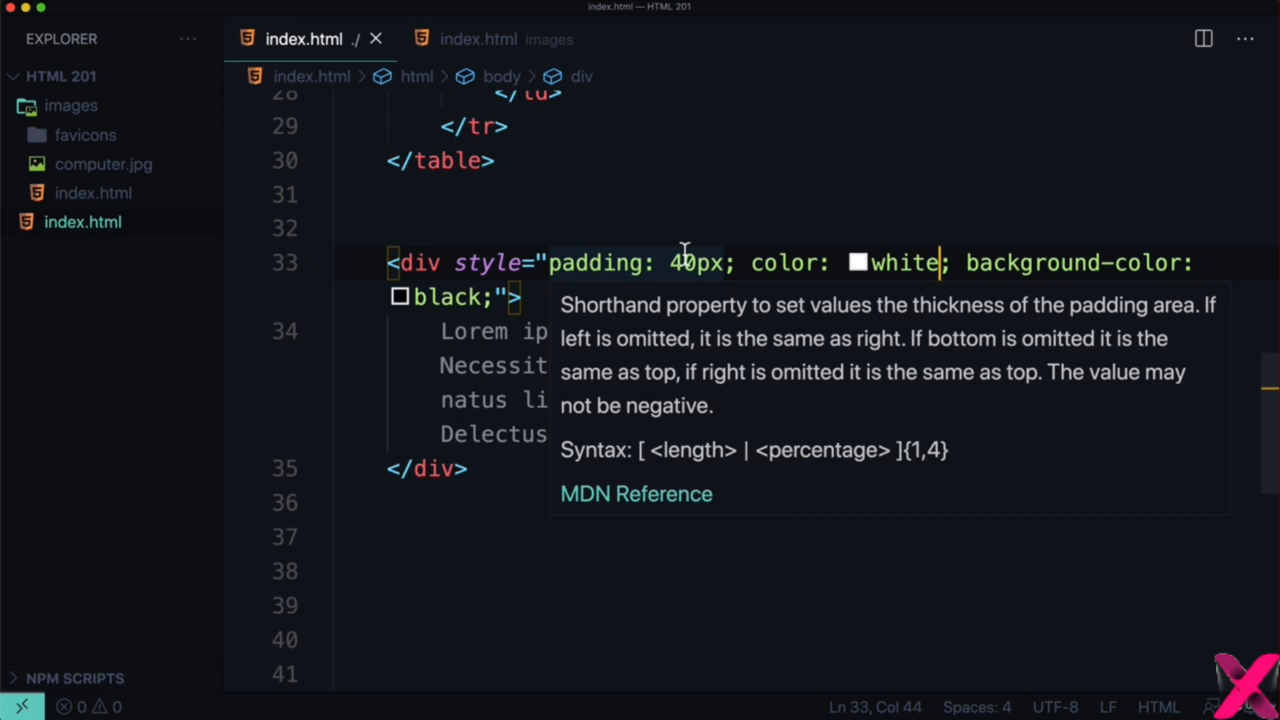 index.html — HTML 201
EXPLORER
index.html ./
index.html images
HTML 201
index.html > html > body > div
images
favicons
computer.jpg
index.html
index.html
28 </td>
29 </tr>
30 </table>
31
32
33 <div style="padding: 40px; color: white; background-color:
black;">
Shorthand property to set values the thickness of the padding area. If
left is omitted, it is the same as right. If bottom is omitted it is the
same as top, if right is omitted it is the same as top. The value may
not be negative.
Syntax: [ <length> | <percentage> ]{1,4}
MDN Reference
34 Lorem ip
Necessit
natus li
Delectus
35 </div>
36
37
38
39
40
41
NPM SCRIPTS
0 0
Ln 33, Col 44 Spaces: 4 UTF-8 LF HTML
X